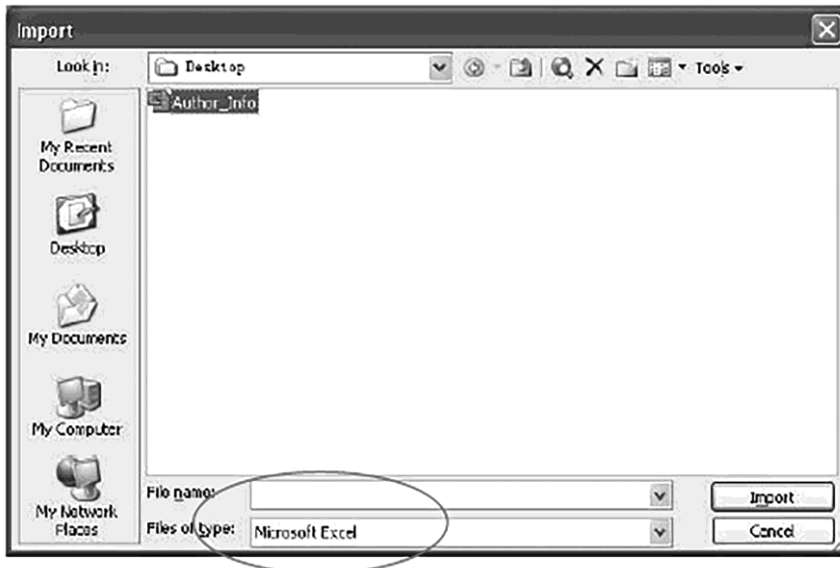 Import
Look in: Desktop Tools
Author_Info
My Recent
Documents
Desktop
My Documents
My Computer
My Network
Places
File name: Import
Files of type: Microsoft Excel Cancel